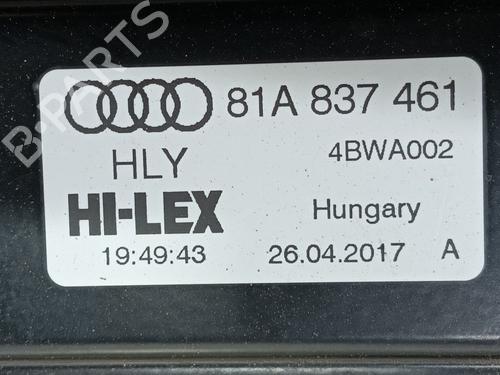 B-PARTS
81A 837 461
HLY 4BWA002
HI-LEX Hungary
19:49:43 26.04.2017 A